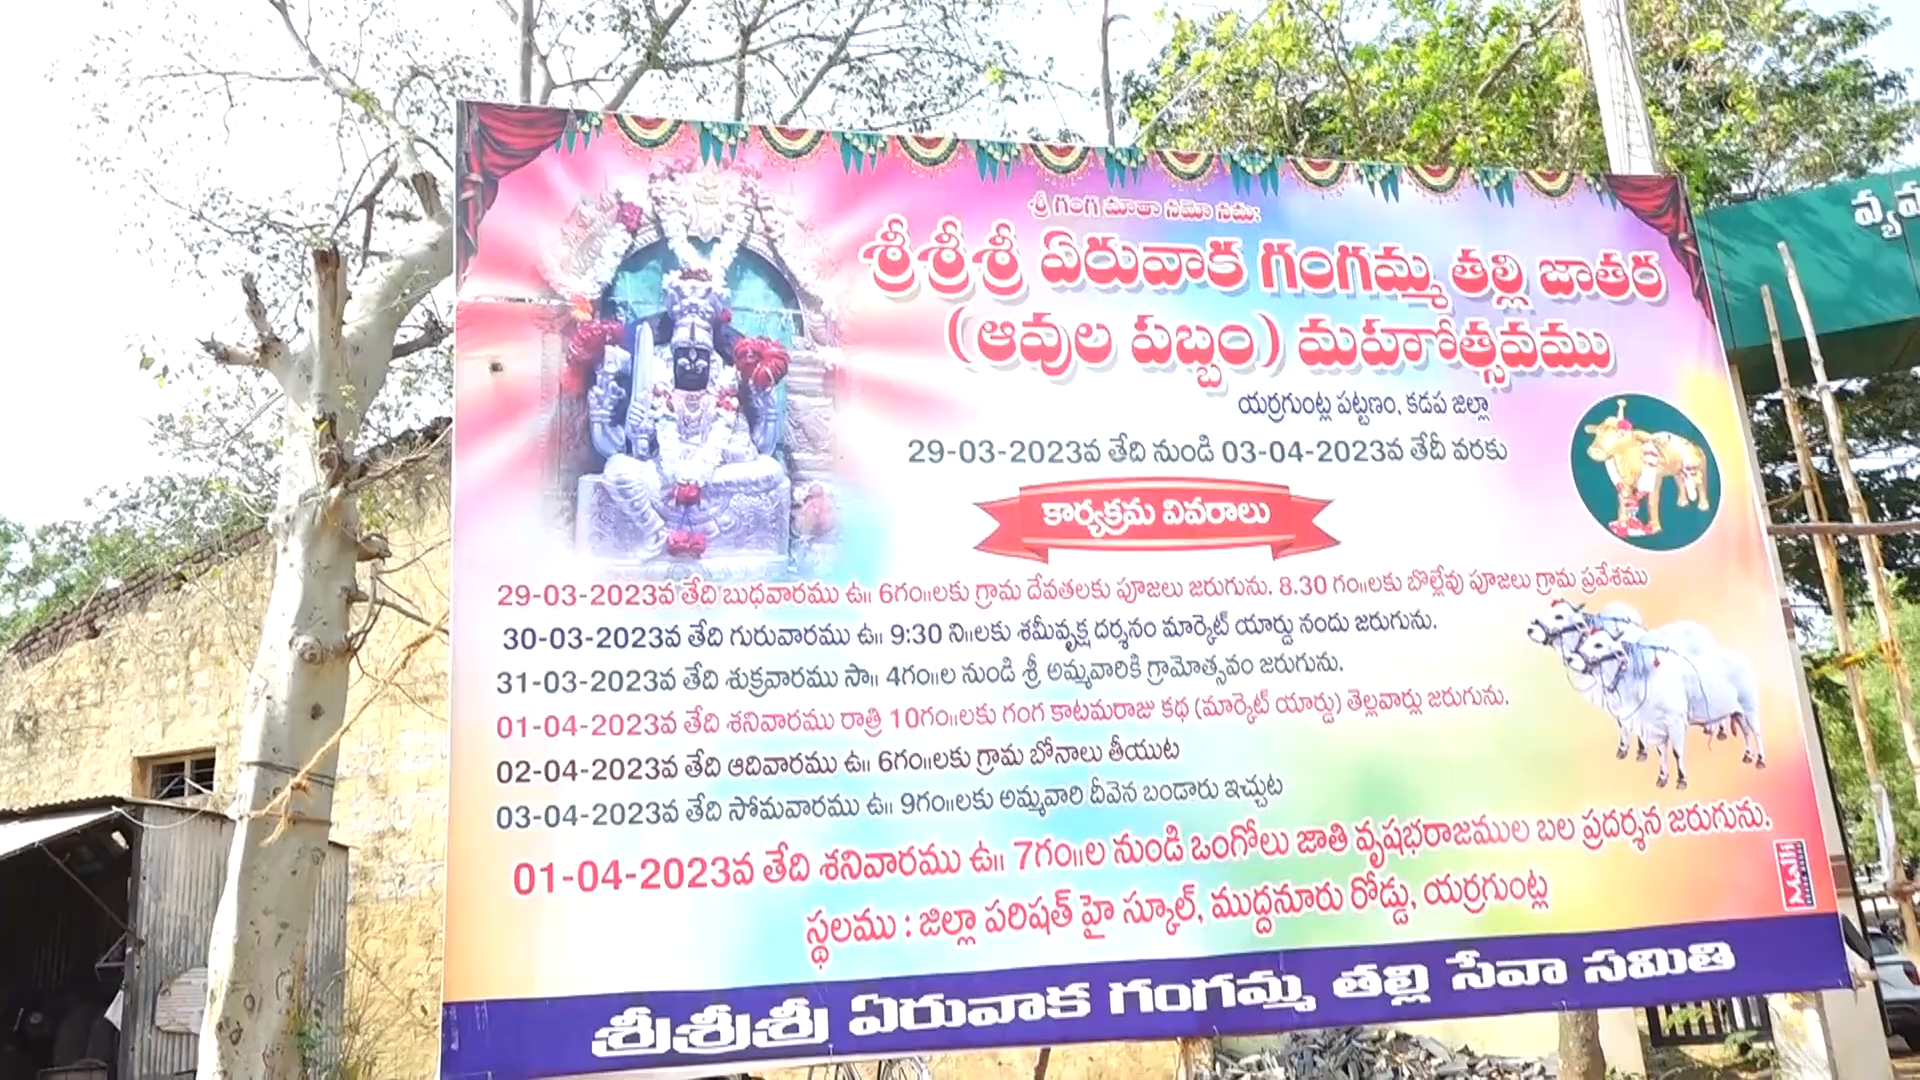 శ్రీ గంగ మాతా నమో నమః
శ్రీశ్రీశ్రీ ఏరువాక గంగమ్మ తల్లి జాతర
(ఆవుల పబ్బం) మహోత్సవము
యర్రగుంట్ల పట్టణం, కడప జిల్లా
29-03-2023వ తేది నుండి 03-04-2023వ తేదీ వరకు
కార్యక్రమ వివరాలు
29-03-2023వ తేది బుధవారము ఉ॥ 6గం॥లకు గ్రామ దేవతలకు పూజలు జరుగును. 8.30 గం॥లకు బొల్లేవు పూజలు గ్రామ ప్రవేశము
30-03-2023వ తేది గురువారము ఉ॥ 9:30 ని॥లకు శమీవృక్ష దర్శనం మార్కెట్ యార్డు నందు జరుగును.
31-03-2023వ తేది శుక్రవారము సా॥ 4గం॥ల నుండి శ్రీ అమ్మవారికి గ్రామోత్సవం జరుగును.
01-04-2023వ తేది శనివారము రాత్రి 10గం॥లకు గంగ కాటమరాజు కథ (మార్కెట్ యార్డు) తెల్లవార్లు జరుగును.
02-04-2023వ తేది ఆదివారము ఉ॥ 6గం॥లకు గ్రామ బోనాలు తీయుట
03-04-2023వ తేది సోమవారము ఉ॥ 9గం॥లకు అమ్మవారి దీవెన బండారు ఇచ్చుట
01-04-2023వ తేది శనివారము ఉ॥ 7గం॥ల నుండి ఒంగోలు జాతి వృషభరాజముల బల ప్రదర్శన జరుగును.
స్థలము : జిల్లా పరిషత్ హై స్కూల్, ముద్దనూరు రోడ్డు, యర్రగుంట్ల
శ్రీశ్రీశ్రీ ఏరువాక గంగమ్మ తల్లి సేవా సమితి